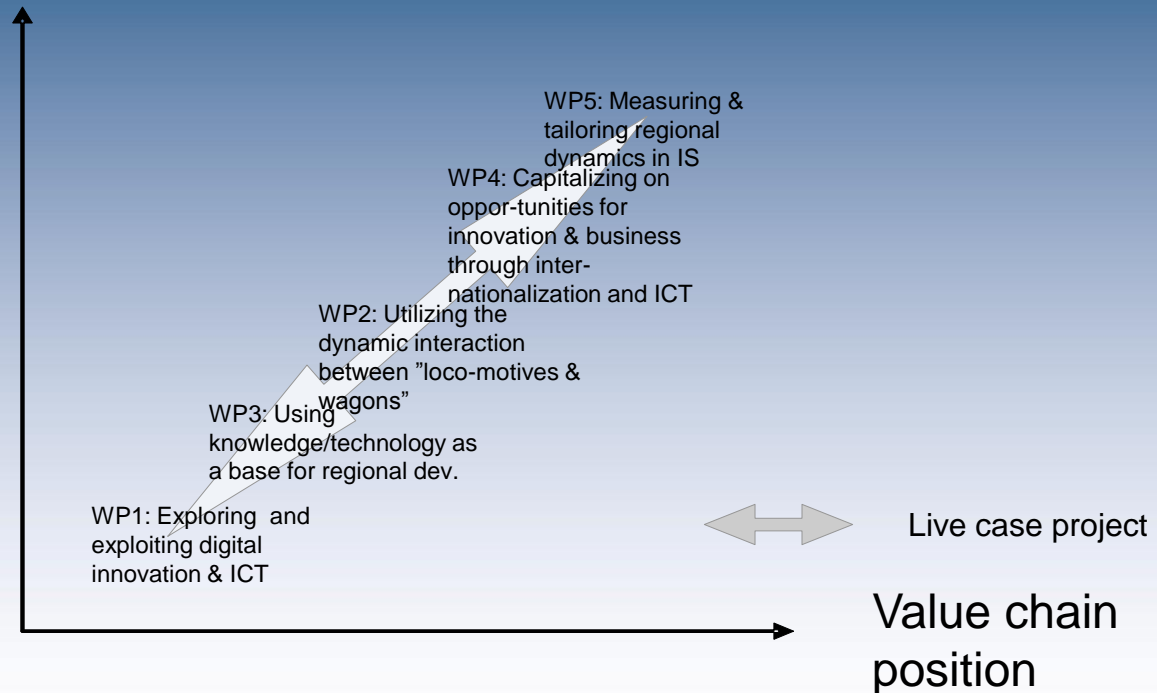 WP5: Measuring &
tailoring regional
dynamics in IS
WP4: Capitalizing on
oppor-tunities for
innovation & business
through inter-
nationalization and ICT
WP2: Utilizing the
dynamic interaction
between ”loco-motives &
wagons”
WP3: Using
knowledge/technology as
a base for regional dev.
WP1: Exploring and
exploiting digital
innovation & ICT
Live case project
Value chain
position